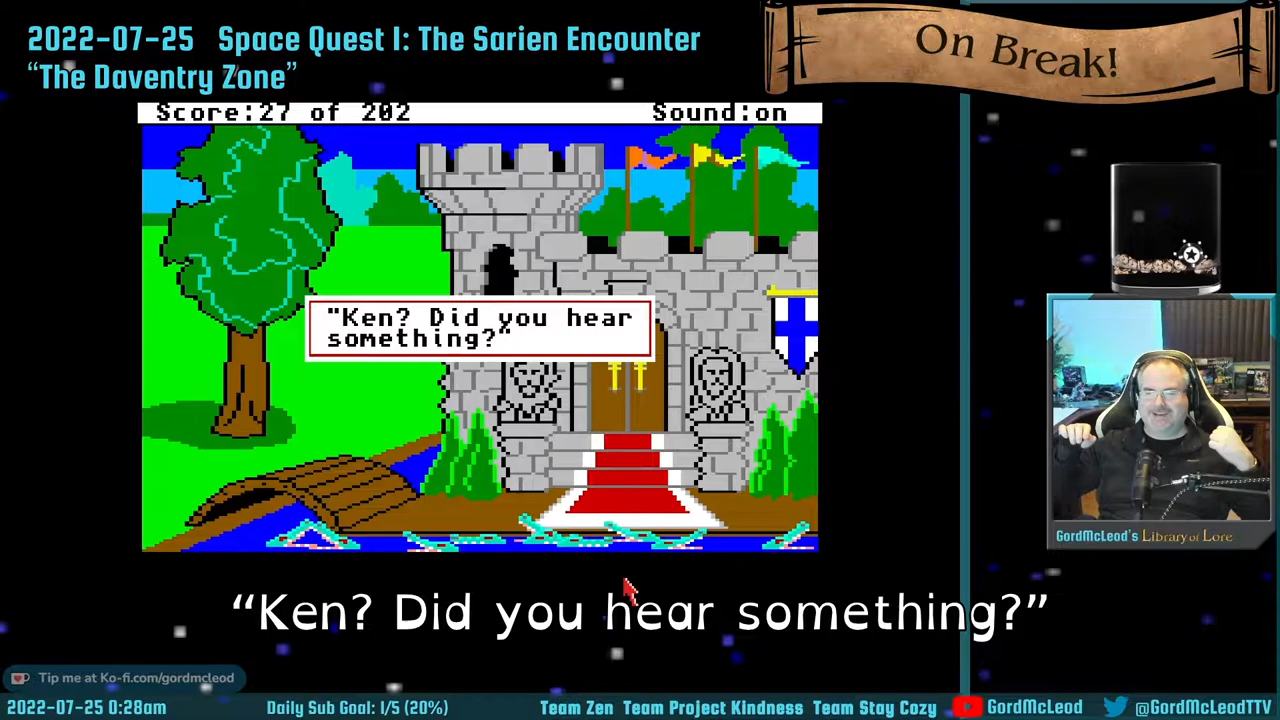 2022-07-25 Space Quest I: The Sarien Encounter
“The Daventry Zone”
On Break!
Score:27 of 202 Sound:on
"Ken? Did you hear
something?"
“Ken? Did you hear something?”
GordMcLeod's Library of Lore
Tip me at Ko-fi.com/gordmcleod
2022-07-25 0:28am Daily Sub Goal: 1/5 (20%) Team Zen Team Project Kindness Team Stay Cozy GordMcLeod @GordMcLeodTTV